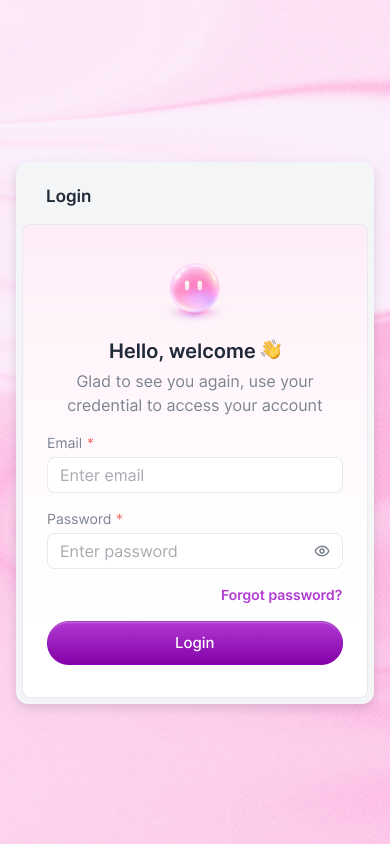 Login
Hello, welcome 👋
Glad to see you again, use your
credential to access your account
Email *
Enter email
Password *
Enter password
Forgot password?
Login